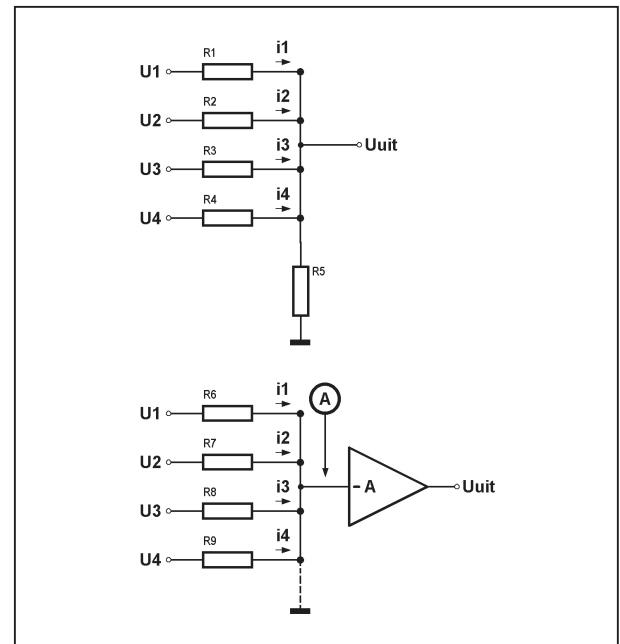 R1 i1
U1
R2 i2
U2
R3 i3
Uuit
U3
R4 i4
U4
R5
R6 i1 A
U1
R7 i2
U2
R8 i3 - A Uuit
U3
R9 i4
U4